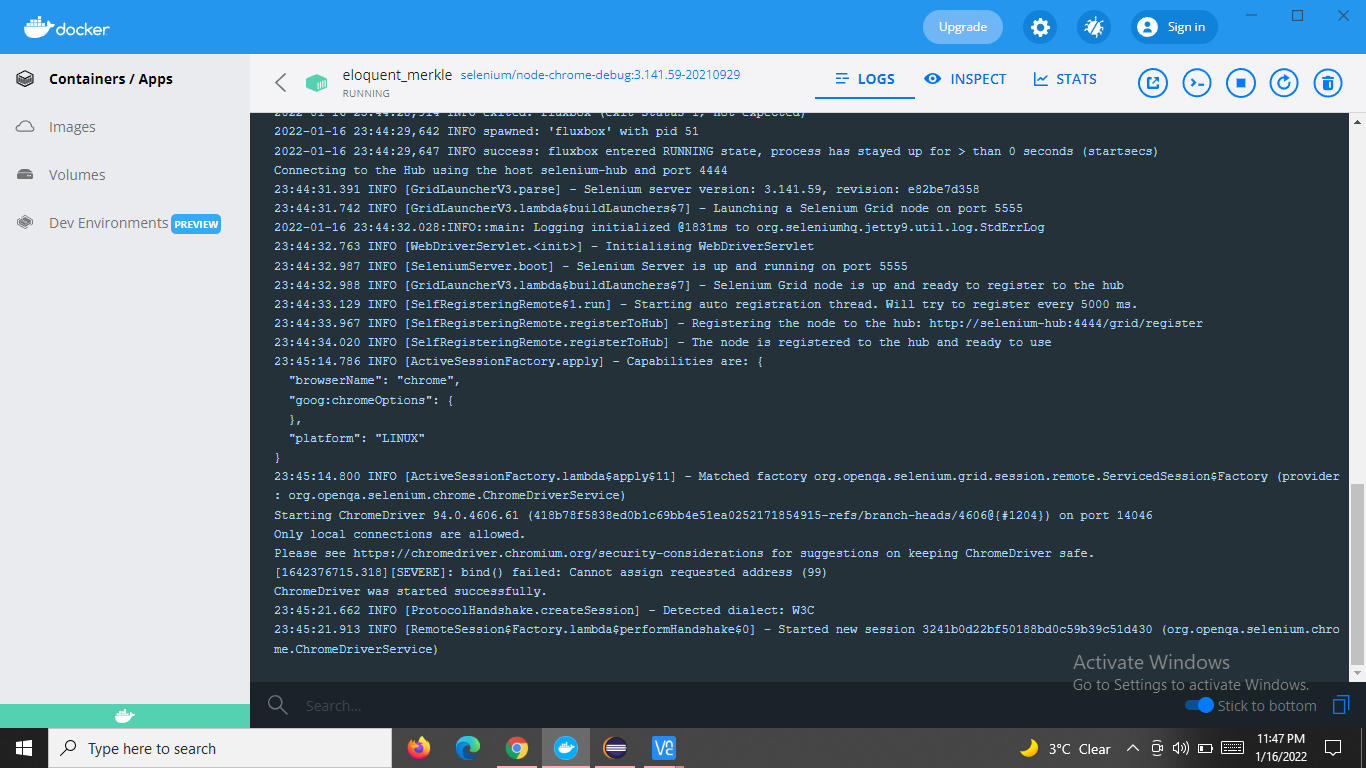 docker
Upgrade
Sign in
Containers / Apps
Images
Volumes
Dev Environments PREVIEW
eloquent_merkle selenium/node-chrome-debug:3.141.59-20210929
RUNNING
LOGS
INSPECT
STATS
2022-01-16 23:44:28,914 INFO exited: fluxbox (exit status 1; not expected)
2022-01-16 23:44:29,642 INFO spawned: 'fluxbox' with pid 51
2022-01-16 23:44:29,647 INFO success: fluxbox entered RUNNING state, process has stayed up for > than 0 seconds (startsecs)
Connecting to the Hub using the host selenium-hub and port 4444
23:44:31.391 INFO [GridLauncherV3.parse] - Selenium server version: 3.141.59, revision: e82be7d358
23:44:31.742 INFO [GridLauncherV3.lambda$buildLaunchers$7] - Launching a Selenium Grid node on port 5555
2022-01-16 23:44:32.028:INFO::main: Logging initialized @1831ms to org.seleniumhq.jetty9.util.log.StdErrLog
23:44:32.763 INFO [WebDriverServlet.<init>] - Initialising WebDriverServlet
23:44:32.987 INFO [SeleniumServer.boot] - Selenium Server is up and running on port 5555
23:44:32.988 INFO [GridLauncherV3.lambda$buildLaunchers$7] - Selenium Grid node is up and ready to register to the hub
23:44:33.129 INFO [SelfRegisteringRemote$1.run] - Starting auto registration thread. Will try to register every 5000 ms.
23:44:33.967 INFO [SelfRegisteringRemote.registerToHub] - Registering the node to the hub: http://selenium-hub:4444/grid/register
23:44:34.020 INFO [SelfRegisteringRemote.registerToHub] - The node is registered to the hub and ready to use
23:45:14.786 INFO [ActiveSessionFactory.apply] - Capabilities are: {
"browserName": "chrome",
"goog:chromeOptions": {
},
"platform": "LINUX"
}
23:45:14.800 INFO [ActiveSessionFactory.lambda$apply$11] - Matched factory org.openqa.selenium.grid.session.remote.ServicedSession$Factory (provider
: org.openqa.selenium.chrome.ChromeDriverService)
Starting ChromeDriver 94.0.4606.61 (418b78f5838ed0b1c69bb4e51ea0252171854915-refs/branch-heads/4606@{#1204}) on port 14046
Only local connections are allowed.
Please see https://chromedriver.chromium.org/security-considerations for suggestions on keeping ChromeDriver safe.
[1642376715.318][SEVERE]: bind() failed: Cannot assign requested address (99)
ChromeDriver was started successfully.
23:45:21.662 INFO [ProtocolHandshake.createSession] - Detected dialect: W3C
23:45:21.913 INFO [RemoteSession$Factory.lambda$performHandshake$0] - Started new session 3241b0d22bf50188bd0c59b39c51d430 (org.openqa.selenium.chro
me.ChromeDriverService)
Activate Windows
Go to Settings to activate Windows.
Search...
Stick to bottom
Type here to search
3°C Clear
11:47 PM
1/16/2022